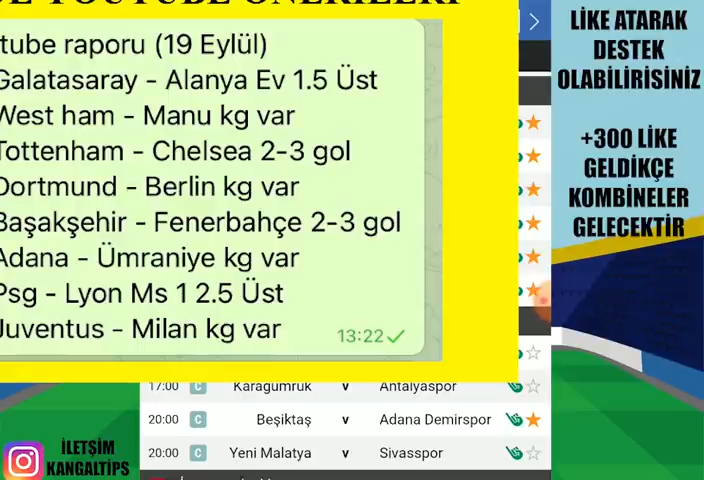 tube raporu (19 Eylül)
Galatasaray - Alanya Ev 1.5 Üst
West ham - Manu kg var
Tottenham - Chelsea 2-3 gol
Dortmund - Berlin kg var
Başakşehir - Fenerbahçe 2-3 gol
Adana - Ümraniye kg var
Psg - Lyon Ms 1 2.5 Üst
Juventus - Milan kg var
13:22
LİKE ATARAK
DESTEK
OLABİLİRİSİNİZ
+300 LİKE
GELDİKÇE
KOMBİNELER
GELECEKTİR
17:00 C Karagümrük v Antalyaspor
20:00 C Beşiktaş v Adana Demirspor
20:00 C Yeni Malatya v Sivasspor
İLETŞİM
KANGALTİPS